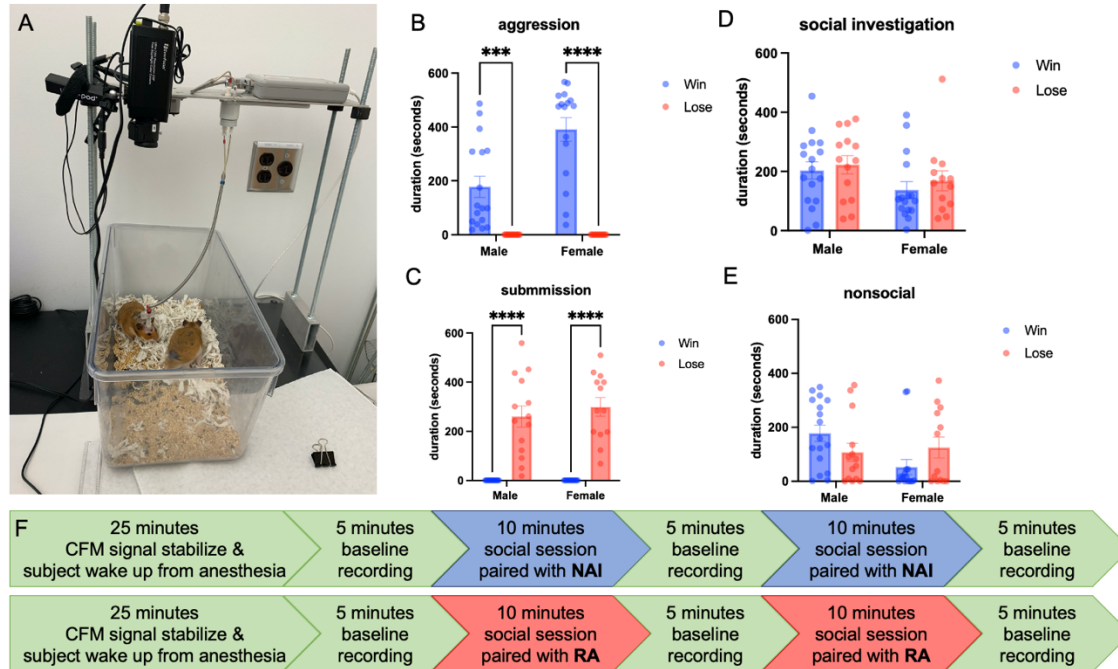 A
B
aggression
***
****
600
400
200
0
duration (seconds)
Male
Female
Win
Lose
C
submmission
****
****
600
400
200
0
duration (seconds)
Male
Female
Win
Lose
D
social investigation
600
400
200
0
duration (seconds)
Male
Female
Win
Lose
E
nonsocial
600
400
200
0
duration (seconds)
Male
Female
Win
Lose
F
25 minutes
CFM signal stabilize &
subject wake up from anesthesia
5 minutes
baseline
recording
10 minutes
social session
paired with NAI
5 minutes
baseline
recording
10 minutes
social session
paired with NAI
5 minutes
baseline
recording
25 minutes
CFM signal stabilize &
subject wake up from anesthesia
5 minutes
baseline
recording
10 minutes
social session
paired with RA
5 minutes
baseline
recording
10 minutes
social session
paired with RA
5 minutes
baseline
recording